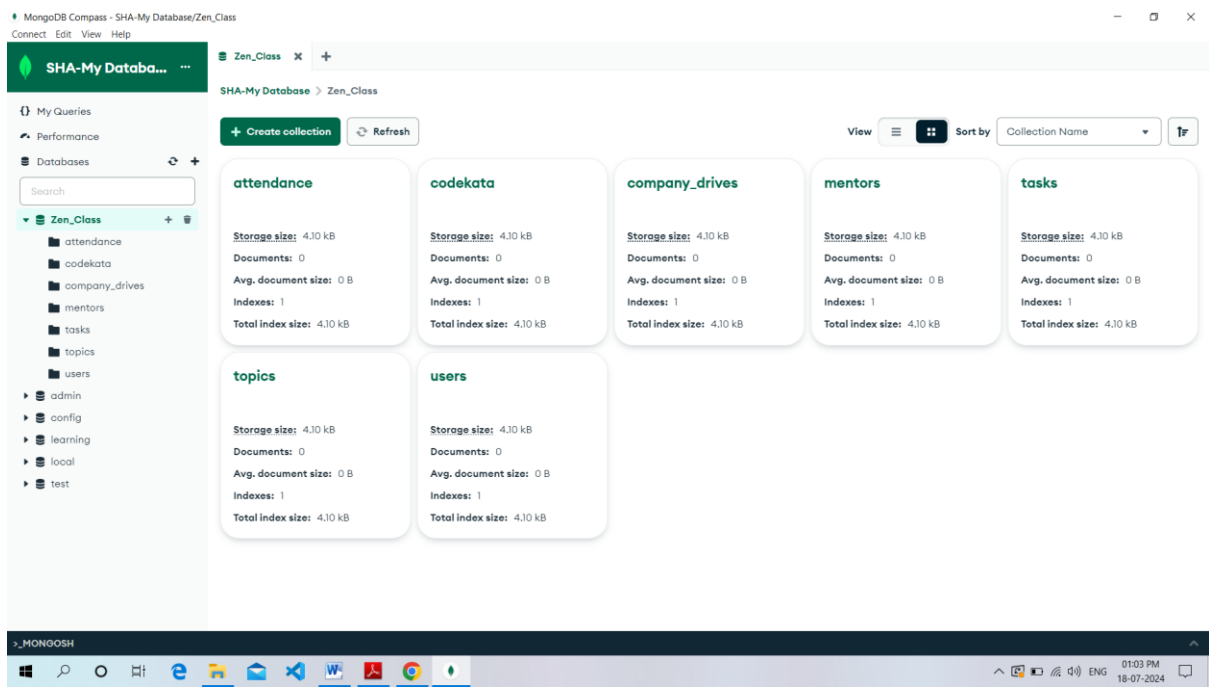 MongoDB Compass - SHA-My Database/Zen_Class
Connect Edit View Help
SHA-My Databa... ···
{} My Queries
Performance
Databases
Search
Zen_Class
attendance
codekata
company_drives
mentors
tasks
topics
users
admin
config
learning
local
test
Zen_Class
SHA-My Database > Zen_Class
+ Create collection
Refresh
View
Sort by
Collection Name
attendance
Storage size: 4.10 kB
Documents: 0
Avg. document size: 0 B
Indexes: 1
Total index size: 4.10 kB
codekata
Storage size: 4.10 kB
Documents: 0
Avg. document size: 0 B
Indexes: 1
Total index size: 4.10 kB
company_drives
Storage size: 4.10 kB
Documents: 0
Avg. document size: 0 B
Indexes: 1
Total index size: 4.10 kB
mentors
Storage size: 4.10 kB
Documents: 0
Avg. document size: 0 B
Indexes: 1
Total index size: 4.10 kB
tasks
Storage size: 4.10 kB
Documents: 0
Avg. document size: 0 B
Indexes: 1
Total index size: 4.10 kB
topics
Storage size: 4.10 kB
Documents: 0
Avg. document size: 0 B
Indexes: 1
Total index size: 4.10 kB
users
Storage size: 4.10 kB
Documents: 0
Avg. document size: 0 B
Indexes: 1
Total index size: 4.10 kB
>_MONGOSH
ENG
01:03 PM
18-07-2024